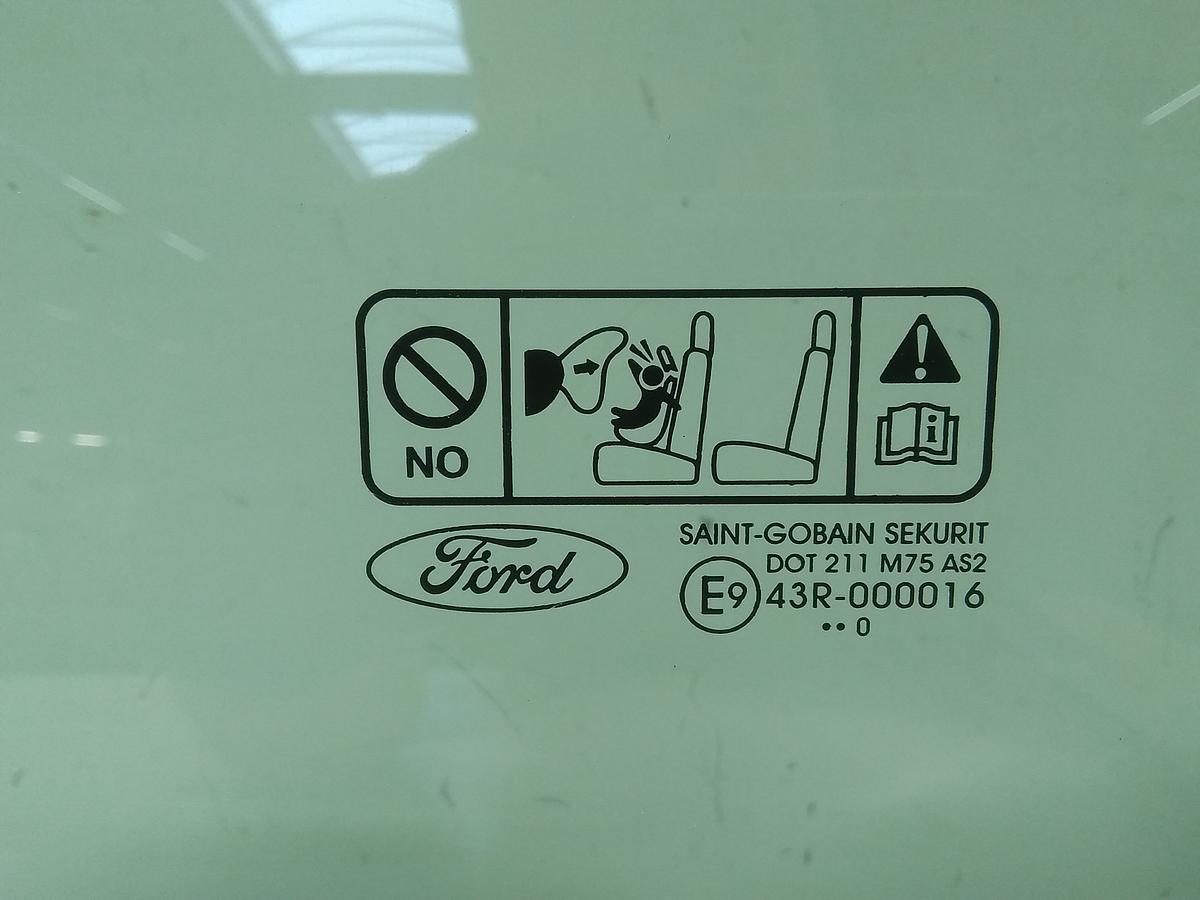 NO
i
Ford
SAINT-GOBAIN SEKURIT
DOT 211 M75 AS2
E9 43R-000016
•• 0